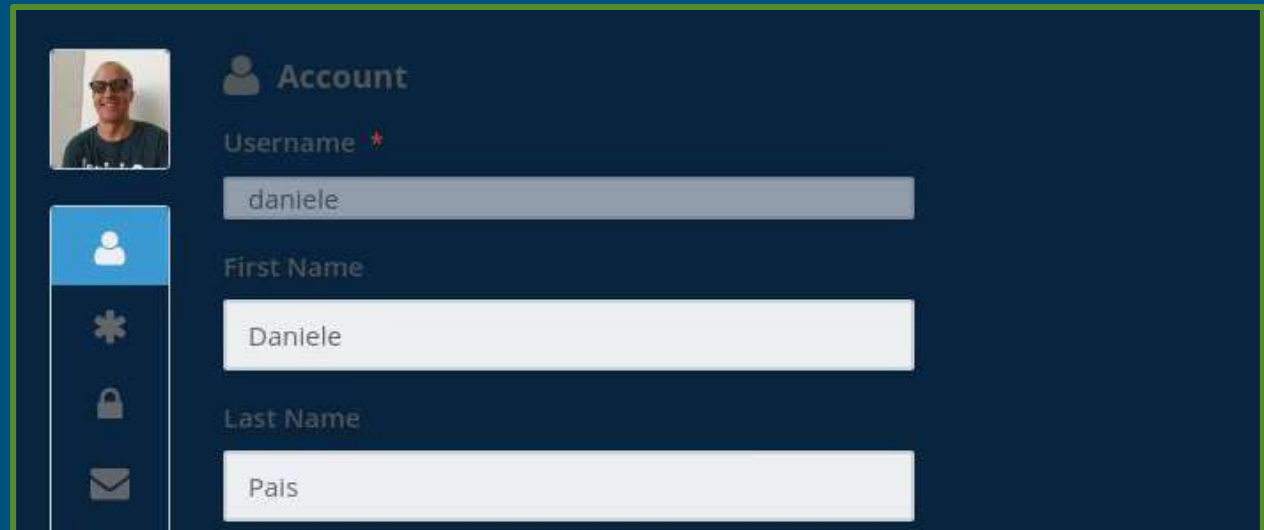 Account
Username *
daniele
First Name
Daniele
Last Name
Pais